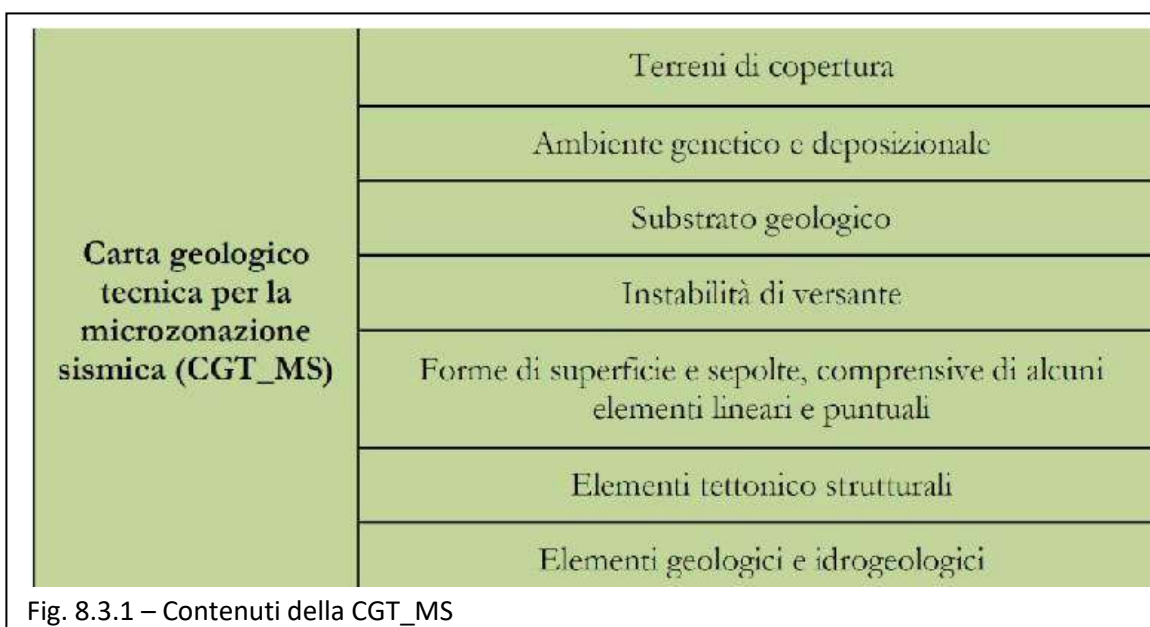 Terreni di copertura
Ambiente genetico e deposizionale
Substrato geologico
Carta geologico
tecnica per la
microzonazione
sismica (CGT_MS)
Instabilità di versante
Forme di superficie e sepolte, comprensive di alcuni
elementi lineari e puntuali
Elementi tettonico strutturali
Elementi geologici e idrogeologici
Fig. 8.3.1 – Contenuti della CGT_MS